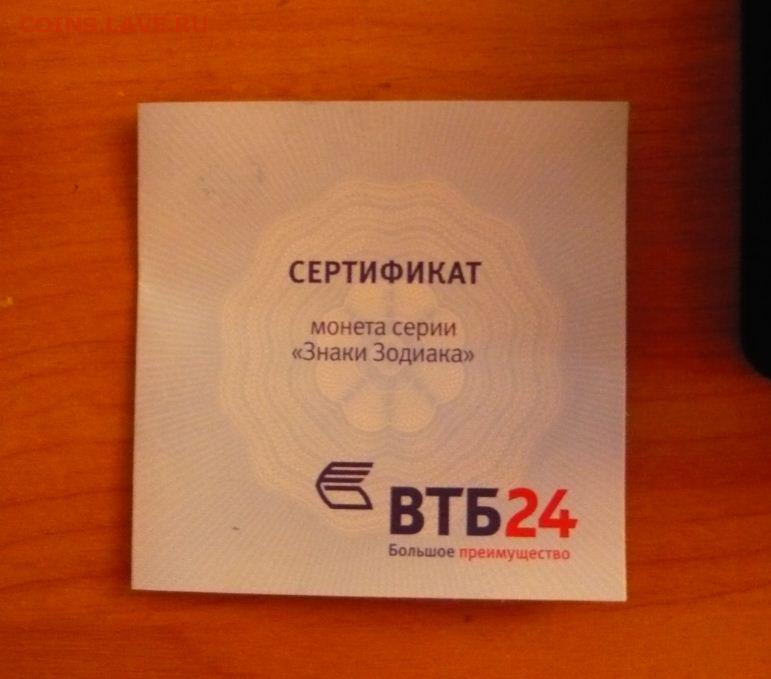 COINS.LAVE.RU
СЕРТИФИКАТ
монета серии
«Знаки Зодиака»
ВТБ24
Большое преимущество